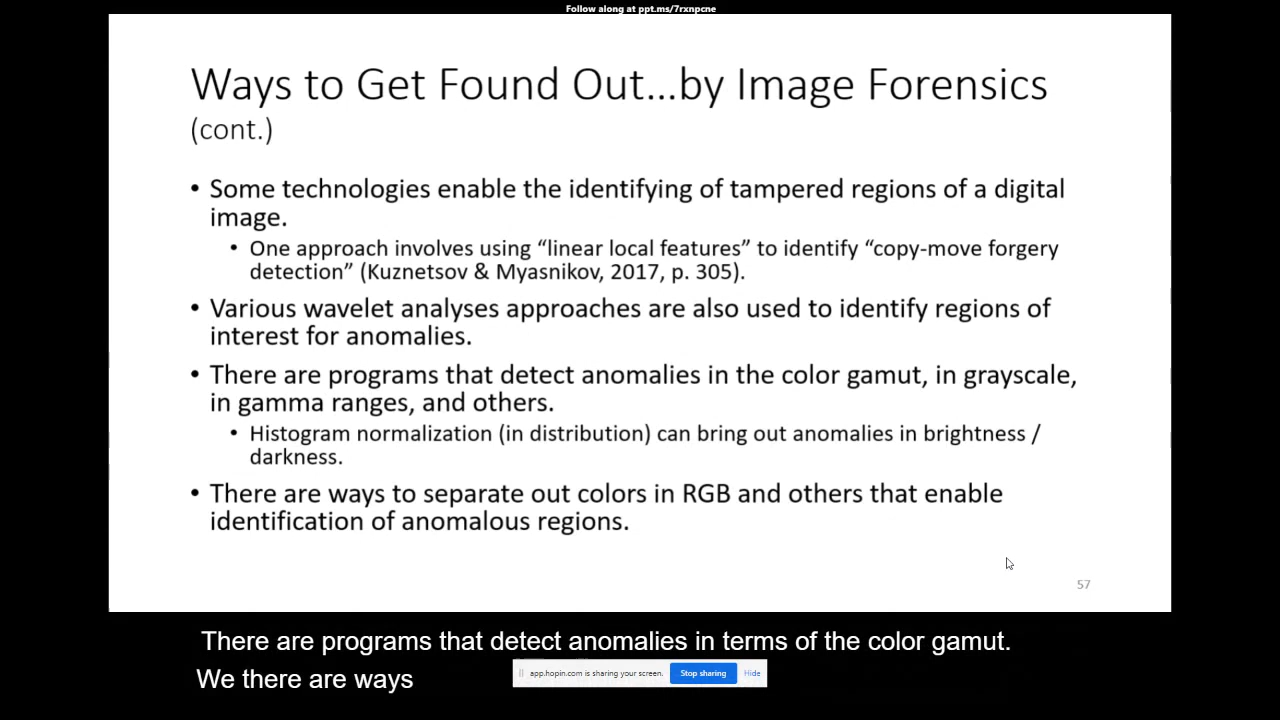 Follow along at ppt.ms/7rxnpcne
Ways to Get Found Out...by Image Forensics
(cont.)
• Some technologies enable the identifying of tampered regions of a digital
image.
• One approach involves using “linear local features” to identify “copy-move forgery
detection” (Kuznetsov & Myasnikov, 2017, p. 305).
• Various wavelet analyses approaches are also used to identify regions of
interest for anomalies.
• There are programs that detect anomalies in the color gamut, in grayscale,
in gamma ranges, and others.
• Histogram normalization (in distribution) can bring out anomalies in brightness /
darkness.
• There are ways to separate out colors in RGB and others that enable
identification of anomalous regions.
57
There are programs that detect anomalies in terms of the color gamut.
We there are ways
app.hopin.com is sharing your screen. Stop sharing Hide